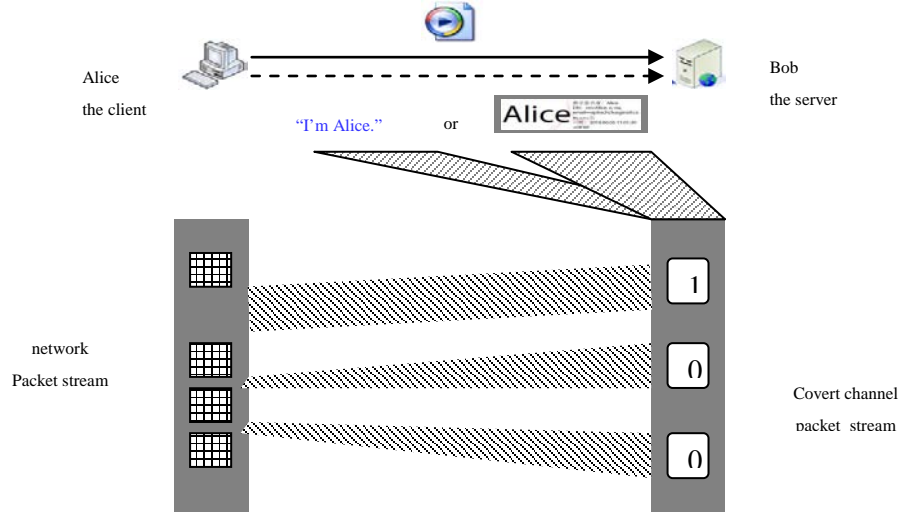 Alice
the client
Bob
the server
“I’m Alice.”
or
Alice
1
0
0
network
Packet stream
Covert channel
packet stream